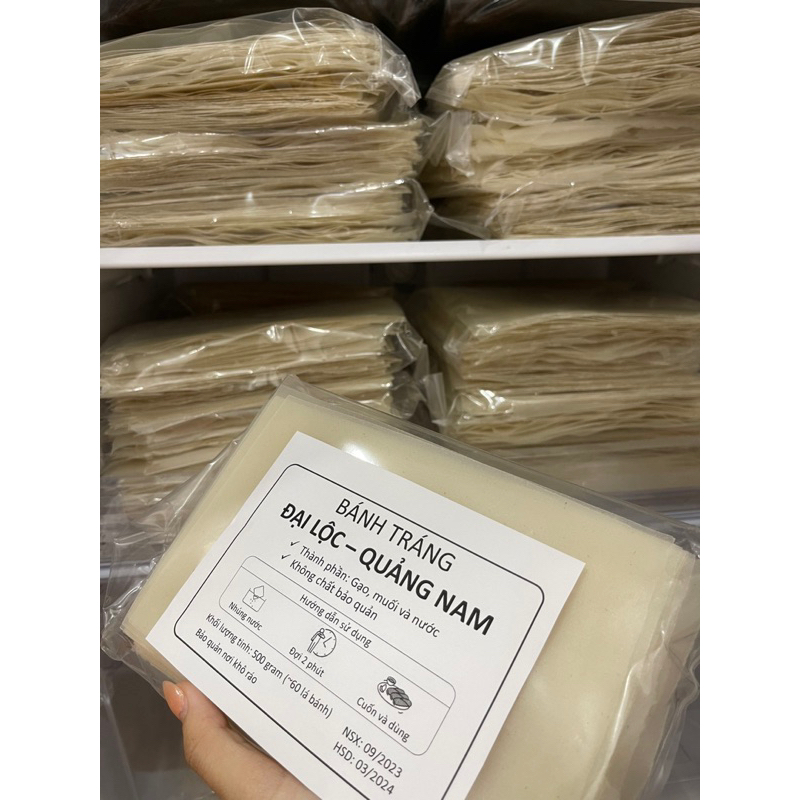 BÁNH TRÁNG
ĐẠI LỘC – QUẢNG NAM
✓ Thành phần: Gạo, muối và nước
✓ Không chất bảo quản
Hướng dẫn sử dụng
Nhúng nước
Đợi 2 phút
Cuốn và dùng
Khối lượng tịnh: 500 gram (~60 lá bánh)
Bảo quản nơi khô ráo
NSX: 09/2023
HSD: 03/2024